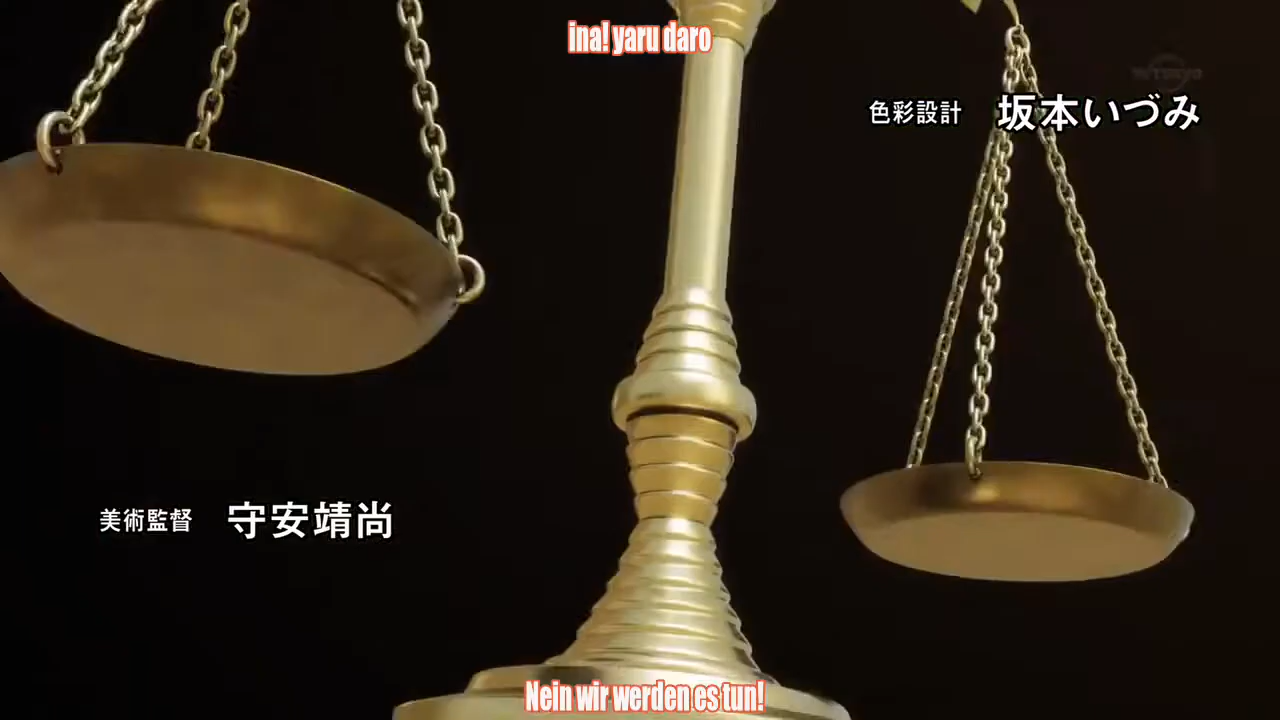 ina! yaru daro
色彩設計 坂本いづみ
美術監督 守安靖尚
Nein wir werden es tun!